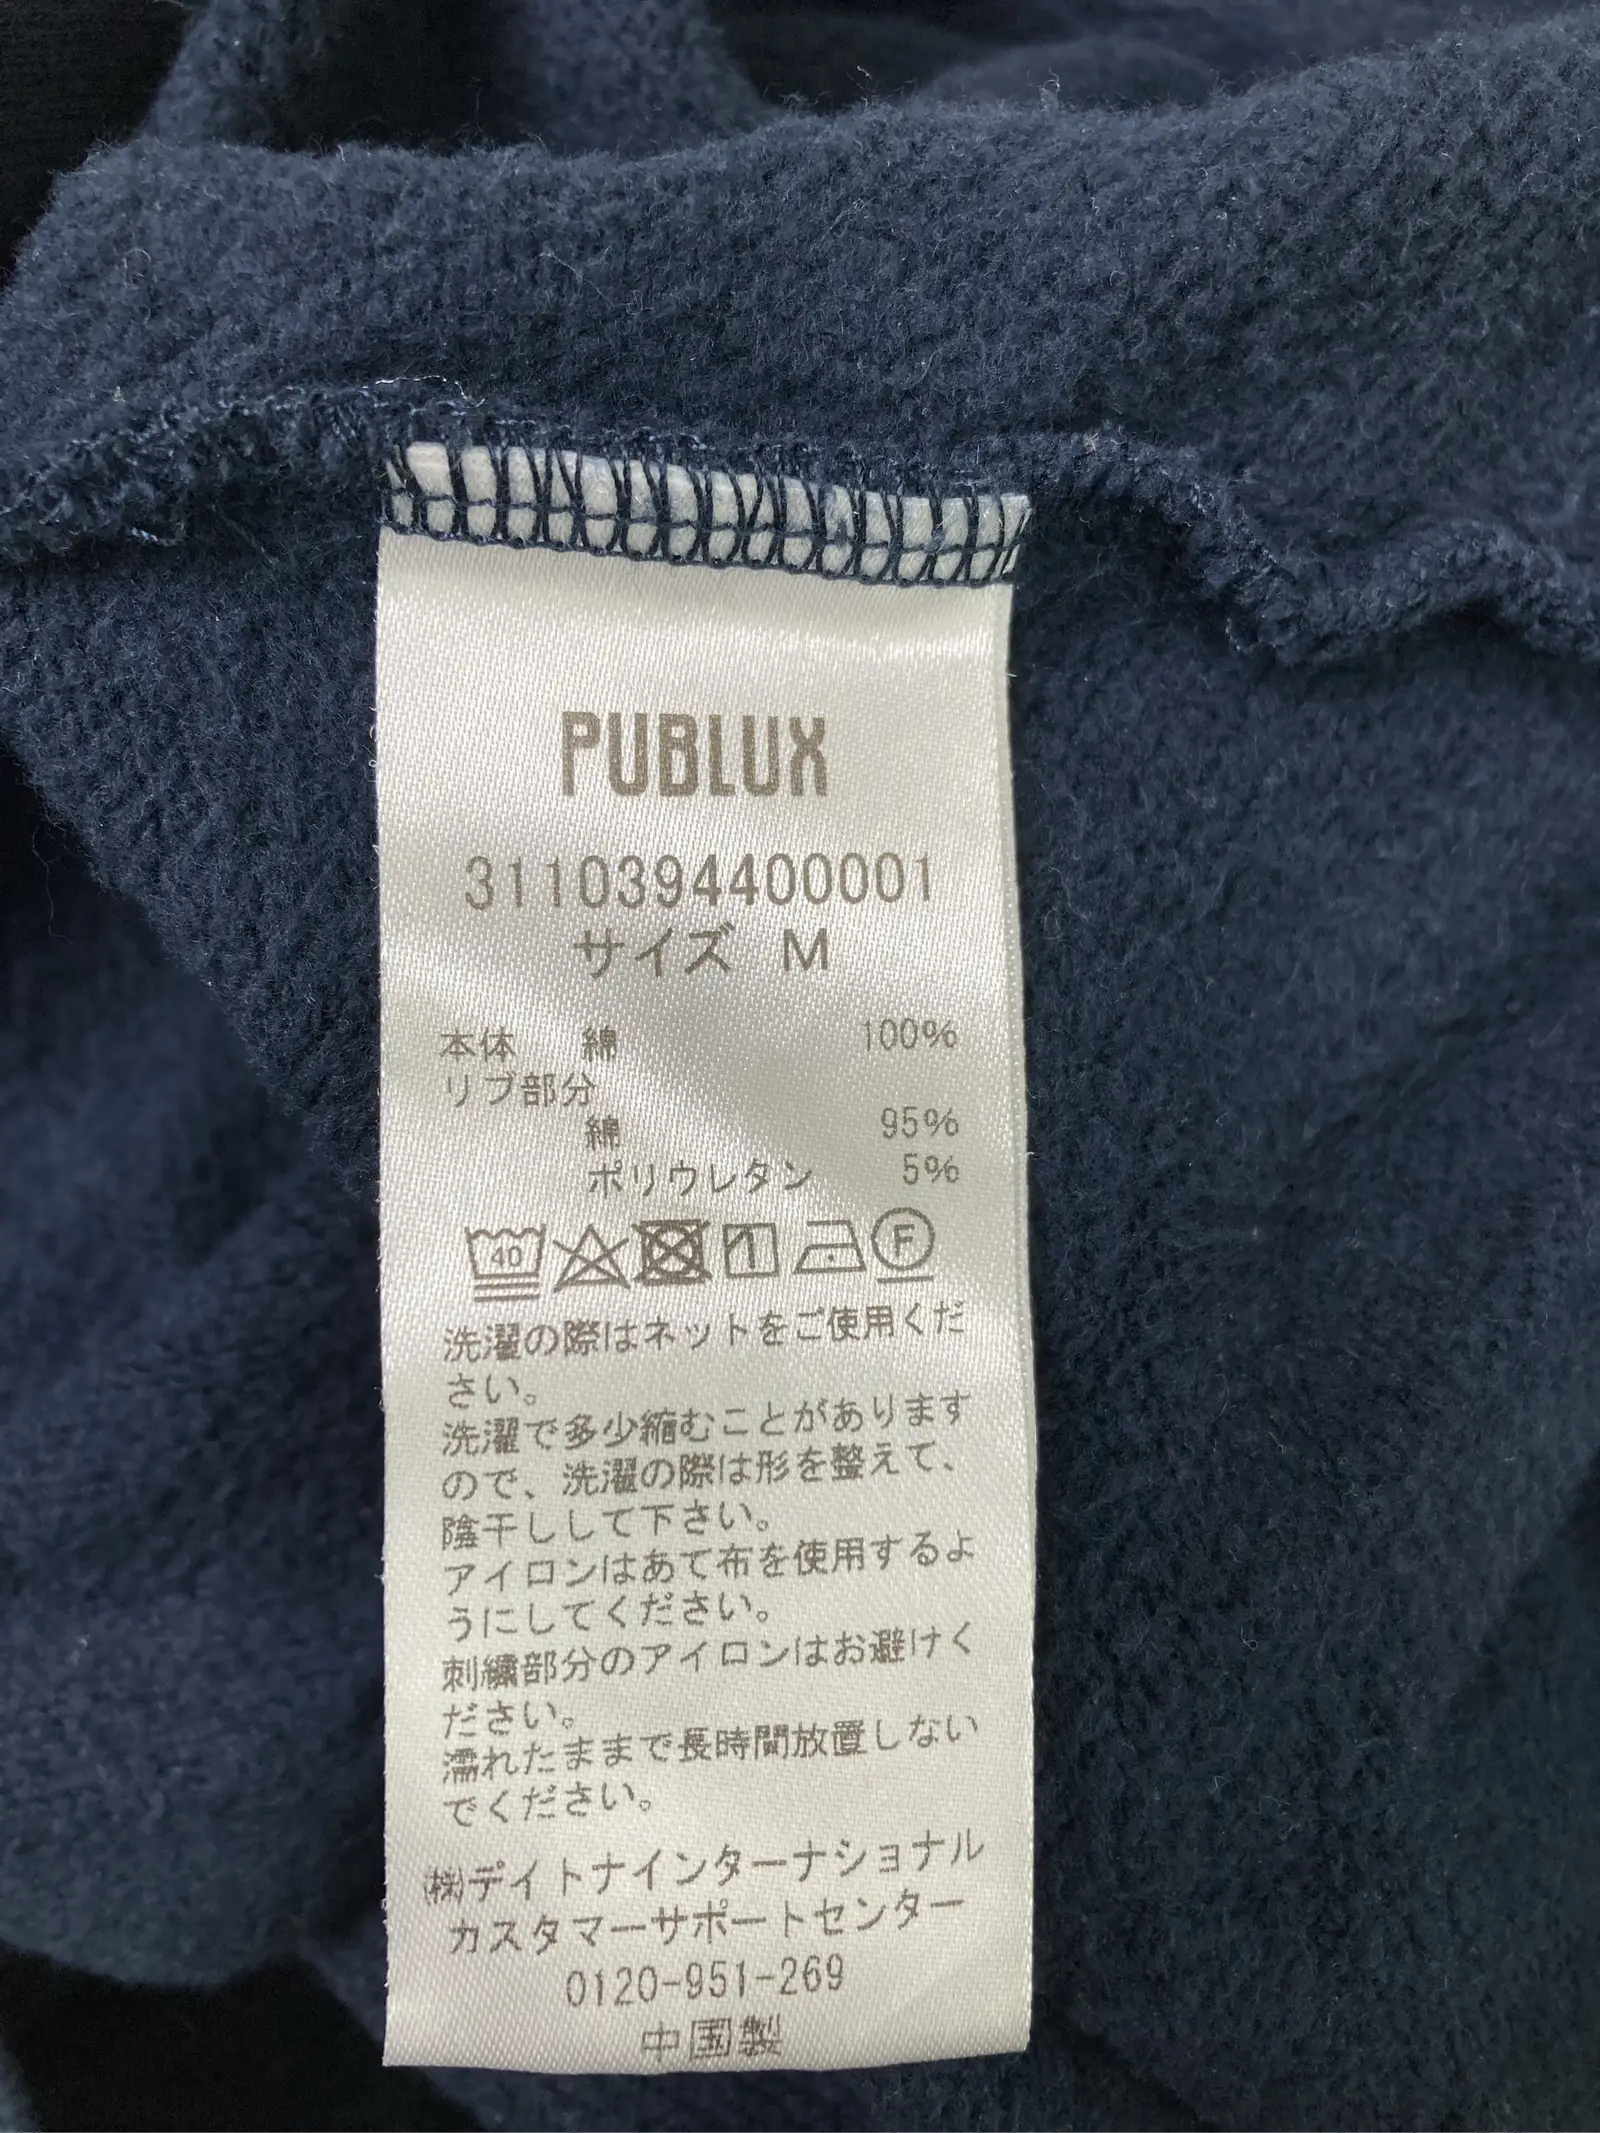 PUBLUX
3110394400001
サイズ M
本体 綿 100%
リブ部分
綿 95%
ポリウレタン 5%
40 1 F
洗濯の際はネットをご使用くだ
さい。
洗濯で多少縮むことがあります
ので、洗濯の際は形を整えて、
陰干しして下さい。
アイロンはあて布を使用するよ
うにしてください。
刺繍部分のアイロンはお避けく
ださい。
濡れたままで長時間放置しない
でください。
㈱デイトナインターナショナル
カスタマーサポートセンター
0120-951-269
中国製